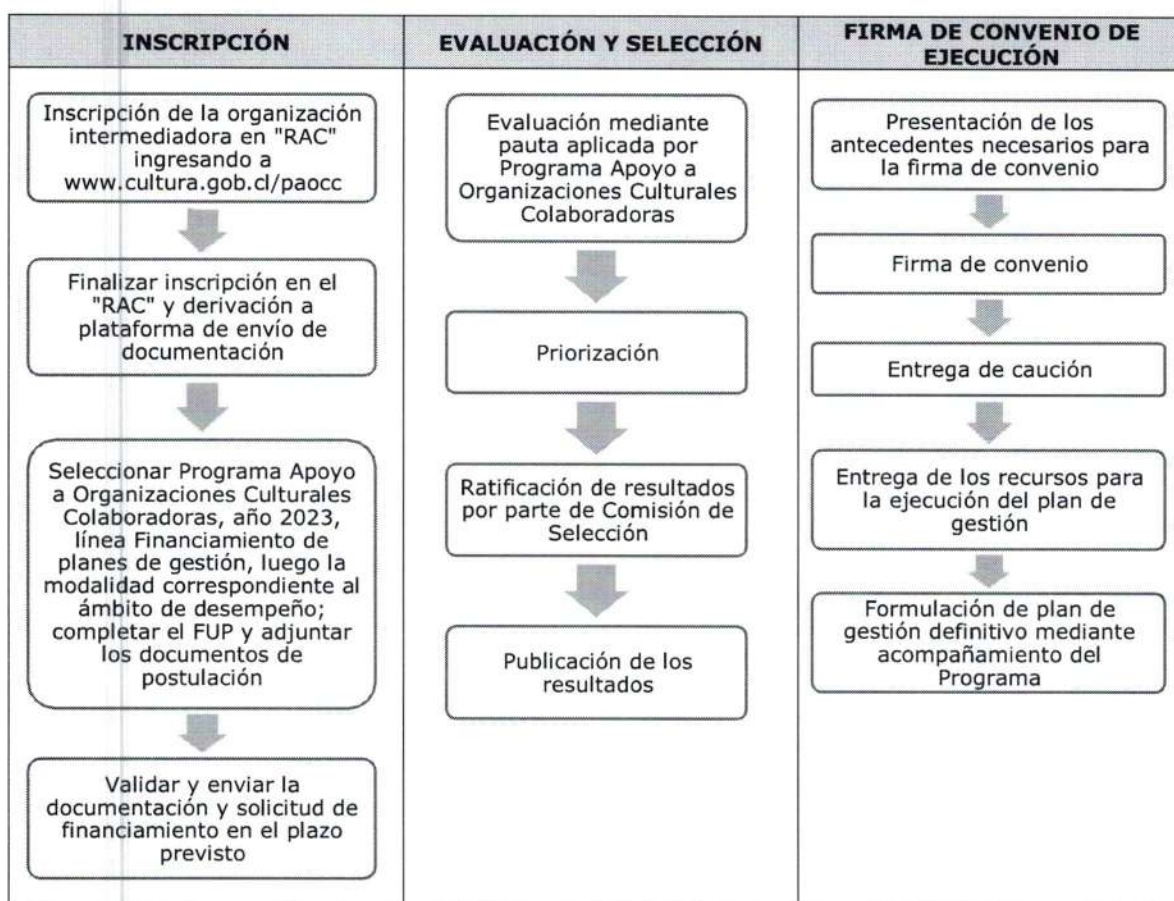 INSCRIPCIÓN
Inscripción de la organización
intermediadora en "RAC"
ingresando a
www.cultura.gob.cl/paocc
Finalizar inscripción en el
"RAC" y derivación a
plataforma de envío de
documentación
Seleccionar Programa Apoyo
a Organizaciones Culturales
Colaboradoras, año 2023,
línea Financiamiento de
planes de gestión, luego la
modalidad correspondiente al
ámbito de desempeño;
completar el FUP y adjuntar
los documentos de
postulación
Validar y enviar la
documentación y solicitud de
financiamiento en el plazo
previsto
EVALUACIÓN Y SELECCIÓN
Evaluación mediante
pauta aplicada por
Programa Apoyo a
Organizaciones Culturales
Colaboradoras
Priorización
Ratificación de resultados
por parte de Comisión de
Selección
Publicación de los
resultados
FIRMA DE CONVENIO DE
EJECUCIÓN
Presentación de los
antecedentes necesarios para
la firma de convenio
Firma de convenio
Entrega de caución
Entrega de los recursos para
la ejecución del plan de
gestión
Formulación de plan de
gestión definitivo mediante
acompañamiento del
Programa